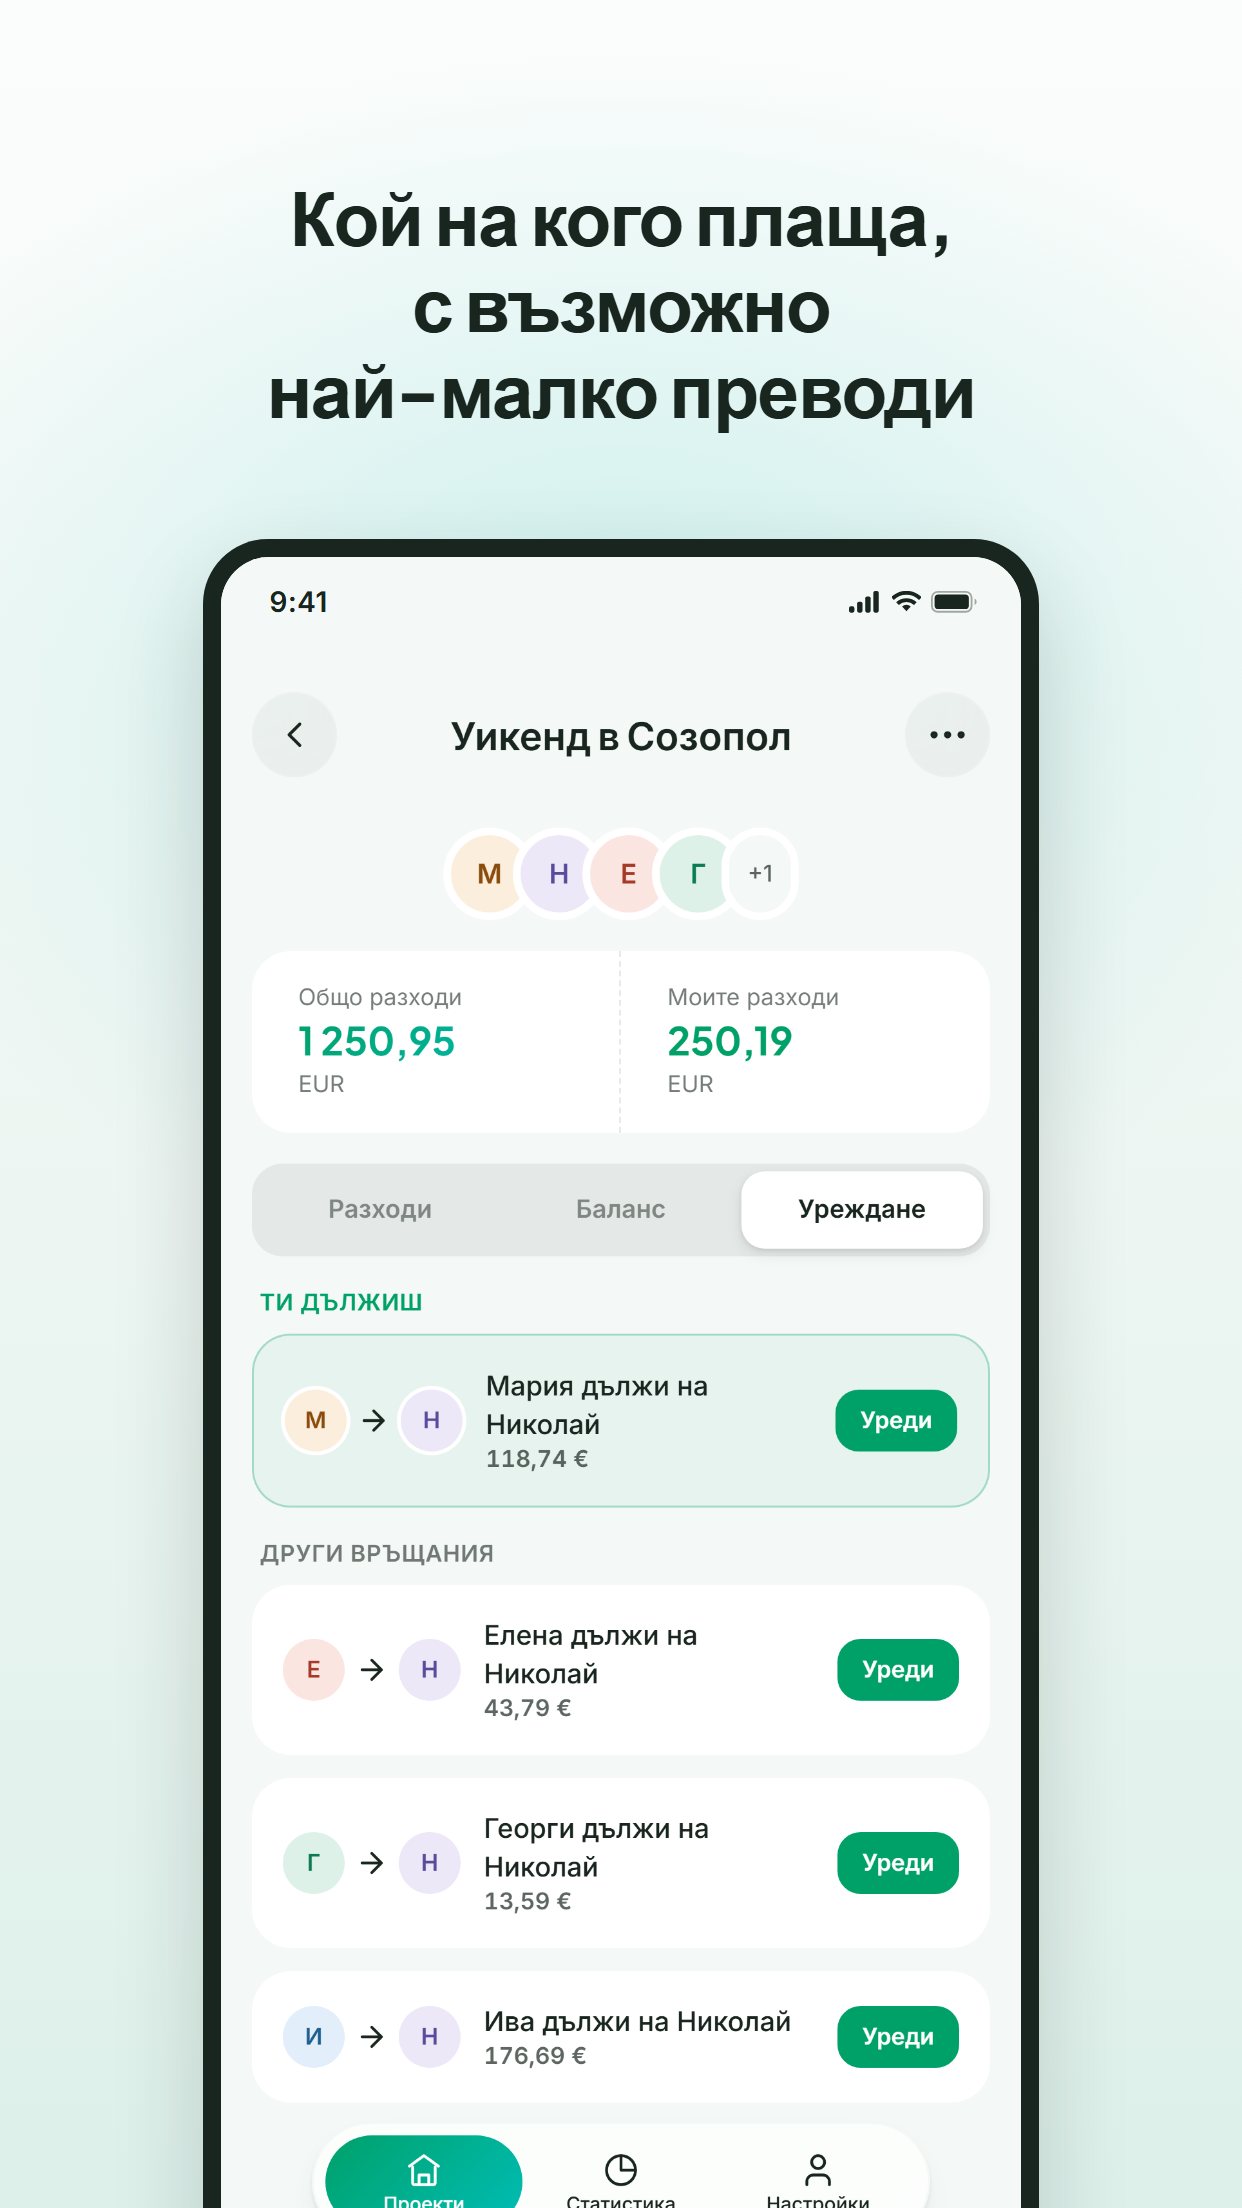 Кой на кого плаща,
с възможно
най-малко преводи
9:41
Уикенд в Созопол
М Н Е Г +1
Общо разходи
1 250,95
EUR
Моите разходи
250,19
EUR
Разходи Баланс Уреждане
ТИ ДЪЛЖИШ
М Н
Мария дължи на
Николай
118,74 €
Уреди
ДРУГИ ВРЪЩАНИЯ
Е Н
Елена дължи на
Николай
43,79 €
Уреди
Г Н
Георги дължи на
Николай
13,59 €
Уреди
И Н
Ива дължи на Николай
176,69 €
Уреди
Проекти Статистика Настройки